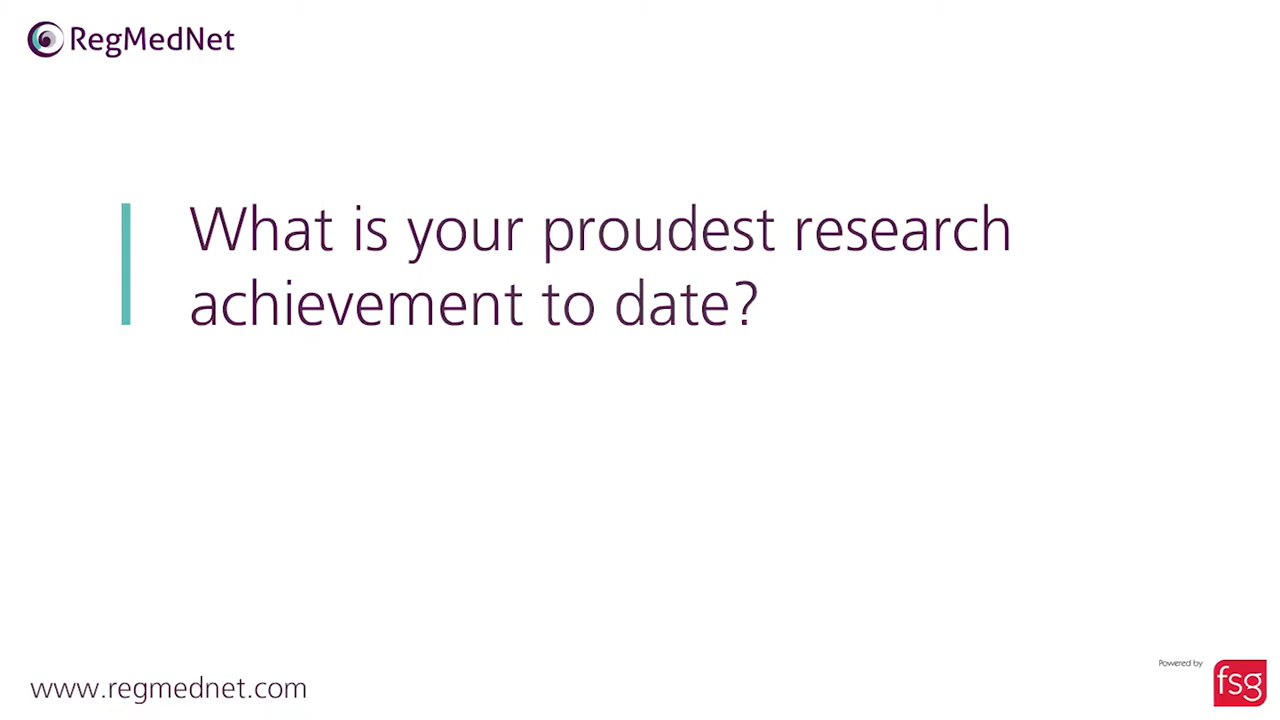 RegMedNet
What is your proudest research
achievement to date?
Powered by
www.regmednet.com
fsg